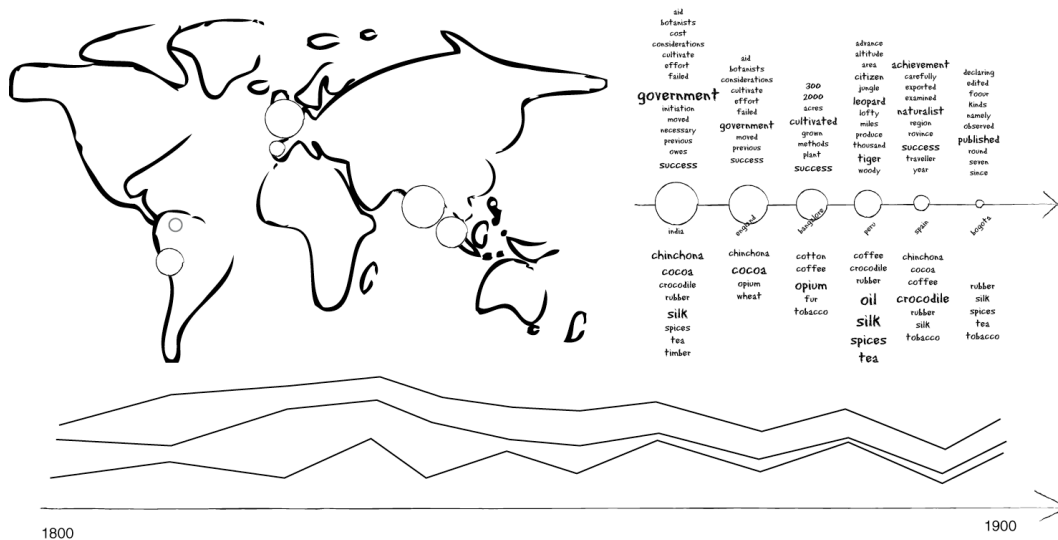 aid
botanists
cost
considerations
cultivate
effort
failed
government
initiation
moved
necessary
previous
owes
success
aid
botanists
considerations
cultivate
effort
failed
government
moved
previous
success
300
2000
acres
cultivated
grown
methods
plant
success
advance
altitude
area
citizen
jungle
leopard
lofty
miles
produce
thousand
tiger
woody
achievement
carefully
exported
examined
naturalist
region
rovince
success
traveller
year
declaring
edited
foour
kinds
namely
observed
published
round
seven
since
india
england
bangalore
peru
spain
bogota
chinchona
cocoa
crocodile
rubber
silk
spices
tea
timber
chinchona
cocoa
opium
wheat
cotton
coffee
opium
fur
tobacco
coffee
crocodile
rubber
oil
silk
spices
tea
chinchona
cocoa
coffee
crocodile
rubber
silk
tobacco
rubber
silk
spices
tea
tobacco
1800
1900